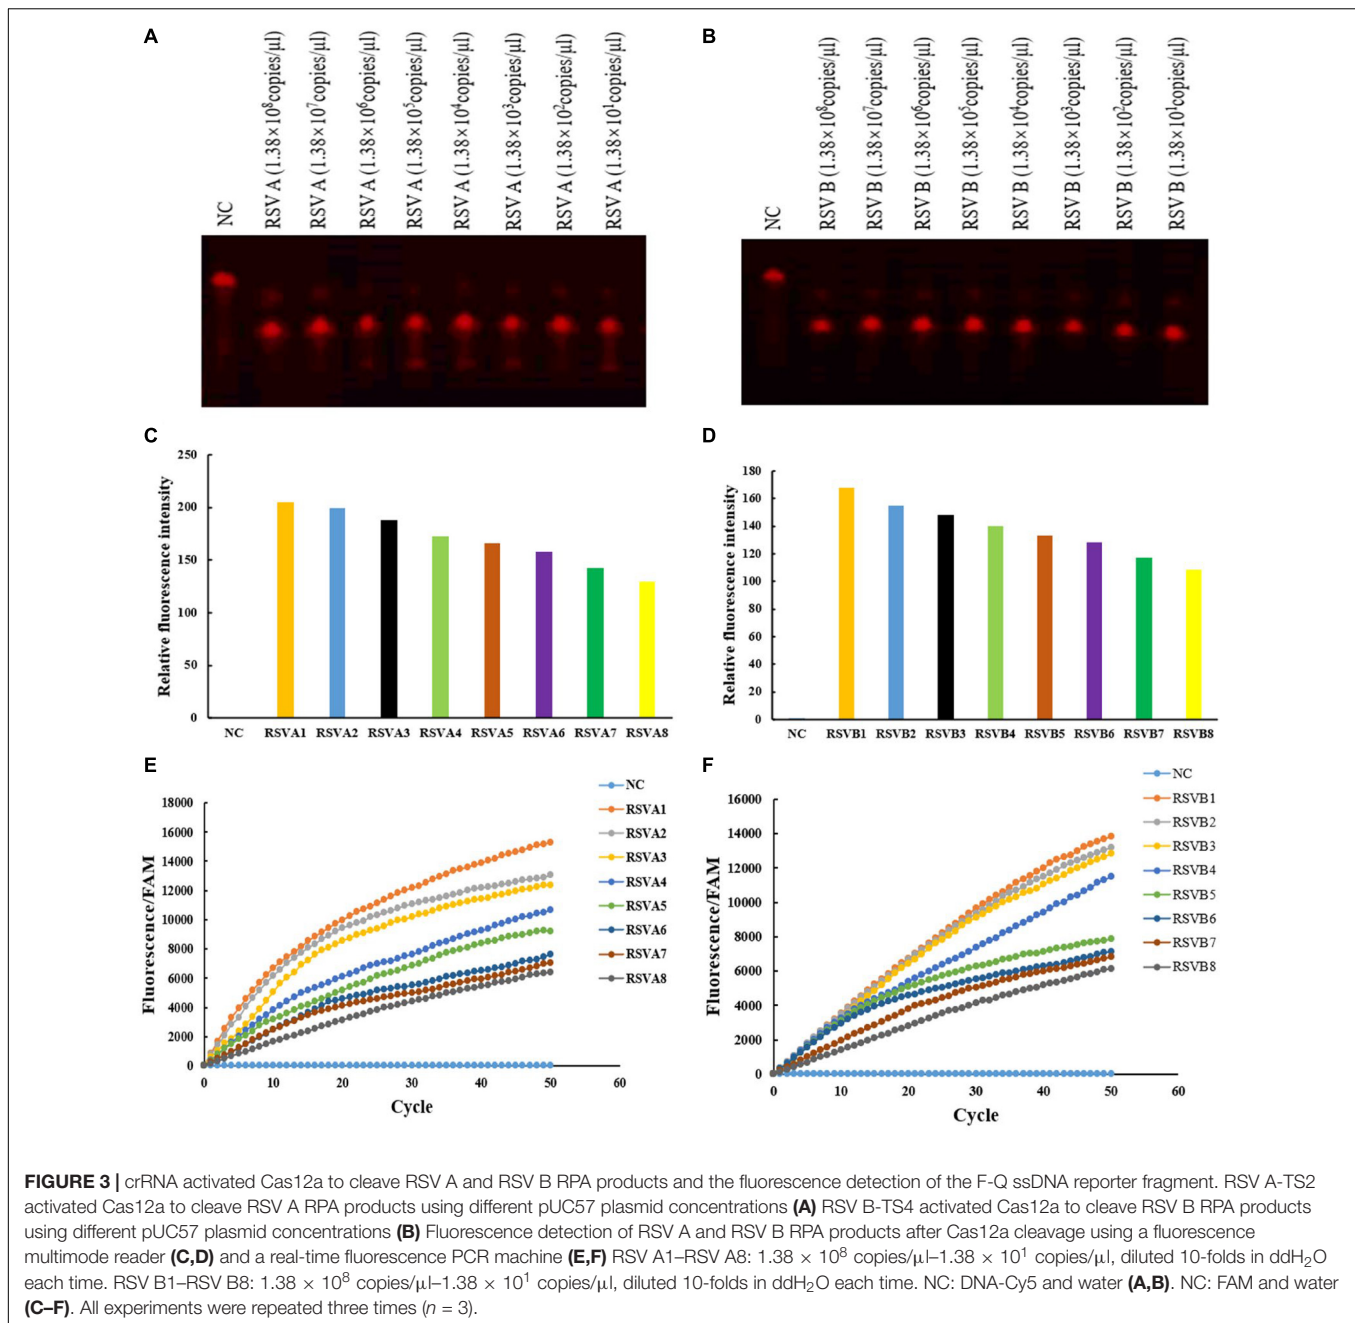 A
NC
RSV A (1.38×10⁸copies/µl)
RSV A (1.38×10⁷copies/µl)
RSV A (1.38×10⁶copies/µl)
RSV A (1.38×10⁵copies/µl)
RSV A (1.38×10⁴copies/µl)
RSV A (1.38×10³copies/µl)
RSV A (1.38×10²copies/µl)
RSV A (1.38×10¹copies/µl)
B
NC
RSV B (1.38×10⁸copies/µl)
RSV B (1.38×10⁷copies/µl)
RSV B (1.38×10⁶copies/µl)
RSV B (1.38×10⁵copies/µl)
RSV B (1.38×10⁴copies/µl)
RSV B (1.38×10³copies/µl)
RSV B (1.38×10²copies/µl)
RSV B (1.38×10¹copies/µl)
C
Relative fluorescence intensity
250
200
150
100
50
0
NC RSVA1 RSVA2 RSVA3 RSVA4 RSVA5 RSVA6 RSVA7 RSVA8
D
Relative fluorescence intensity
180
160
140
120
100
80
60
40
20
0
NC RSVB1 RSVB2 RSVB3 RSVB4 RSVB5 RSVB6 RSVB7 RSVB8
E
Fluorescence/FAM
18000
16000
14000
12000
10000
8000
6000
4000
2000
0
0 10 20 30 40 50 60
Cycle
NC
RSVA1
RSVA2
RSVA3
RSVA4
RSVA5
RSVA6
RSVA7
RSVA8
F
Fluorescence/FAM
16000
14000
12000
10000
8000
6000
4000
2000
0
0 10 20 30 40 50 60
Cycle
NC
RSVB1
RSVB2
RSVB3
RSVB4
RSVB5
RSVB6
RSVB7
RSVB8
FIGURE 3 | crRNA activated Cas12a to cleave RSV A and RSV B RPA products and the fluorescence detection of the F-Q ssDNA reporter fragment. RSV A-TS2
activated Cas12a to cleave RSV A RPA products using different pUC57 plasmid concentrations (A) RSV B-TS4 activated Cas12a to cleave RSV B RPA products
using different pUC57 plasmid concentrations (B) Fluorescence detection of RSV A and RSV B RPA products after Cas12a cleavage using a fluorescence
multimode reader (C,D) and a real-time fluorescence PCR machine (E,F) RSV A1–RSV A8: 1.38 × 10⁸ copies/µl–1.38 × 10¹ copies/µl, diluted 10-folds in ddH₂O
each time. RSV B1–RSV B8: 1.38 × 10⁸ copies/µl–1.38 × 10¹ copies/µl, diluted 10-folds in ddH₂O each time. NC: DNA-Cy5 and water (A,B). NC: FAM and water
(C–F). All experiments were repeated three times (n = 3).